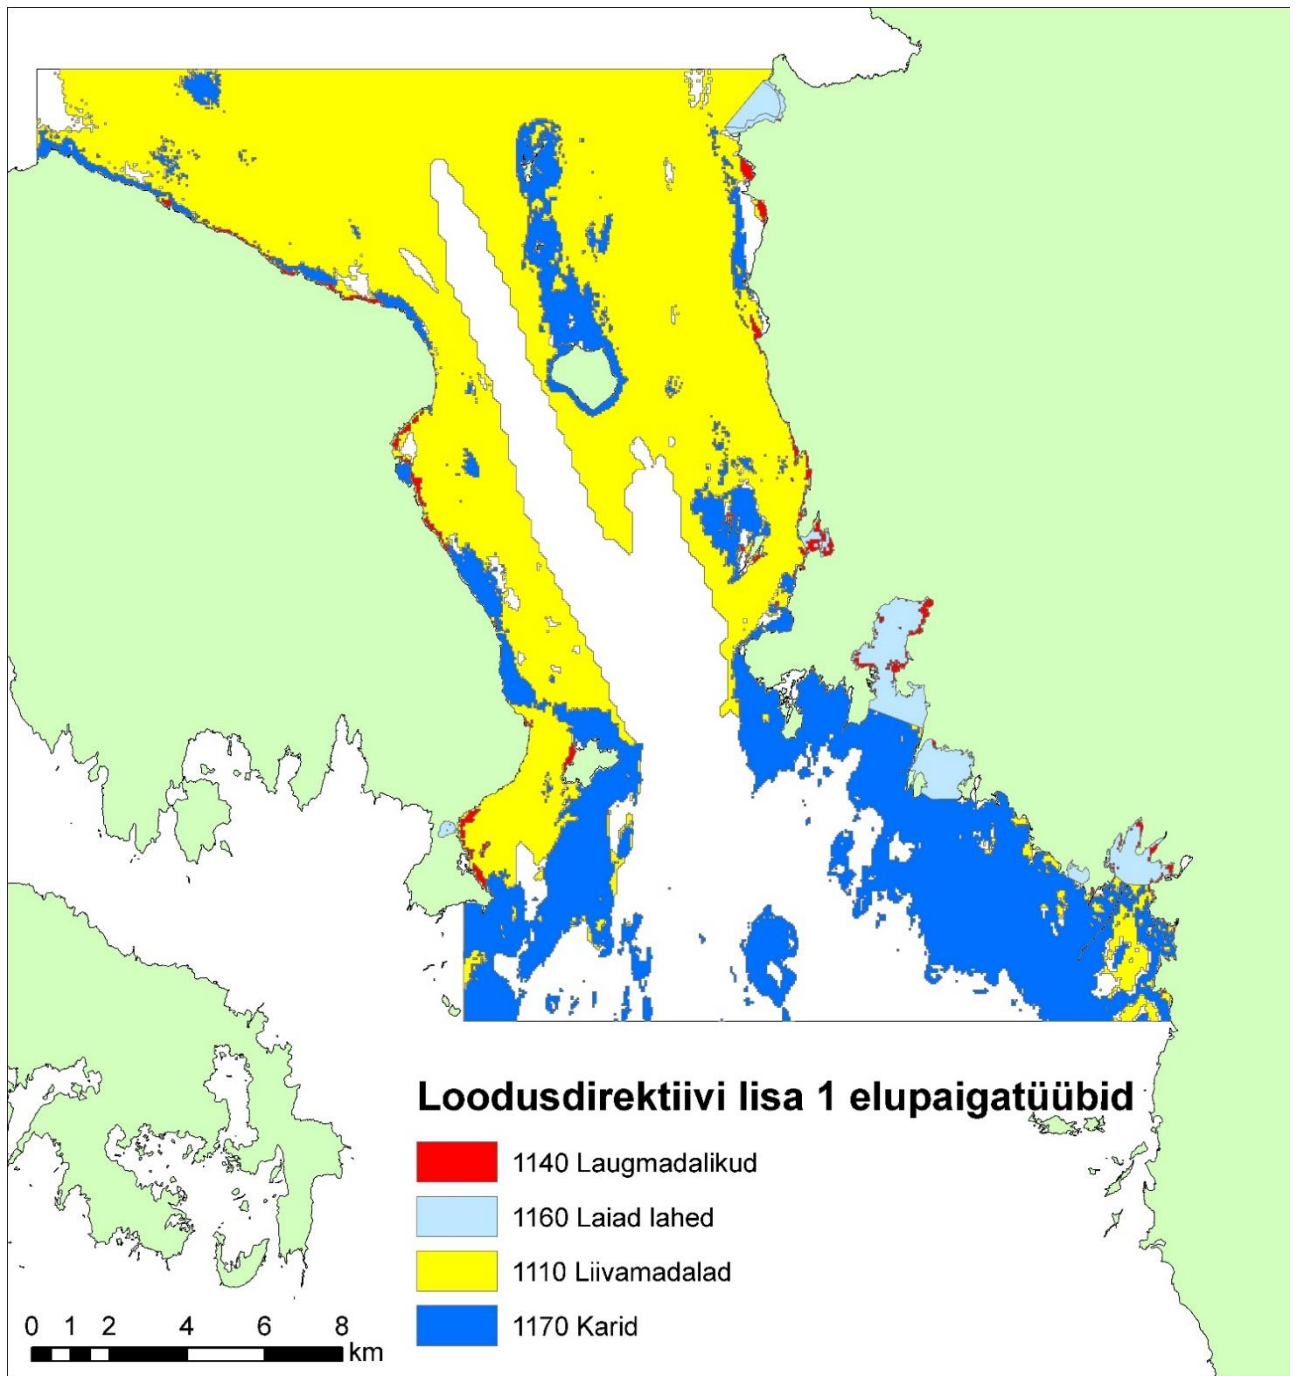 Loodusdirektiivi lisa 1 elupaigatüübid
1140 Laugmadalikud
1160 Laiad lahed
1110 Liivamadalad
1170 Karid
0 1 2 4 6 8
km